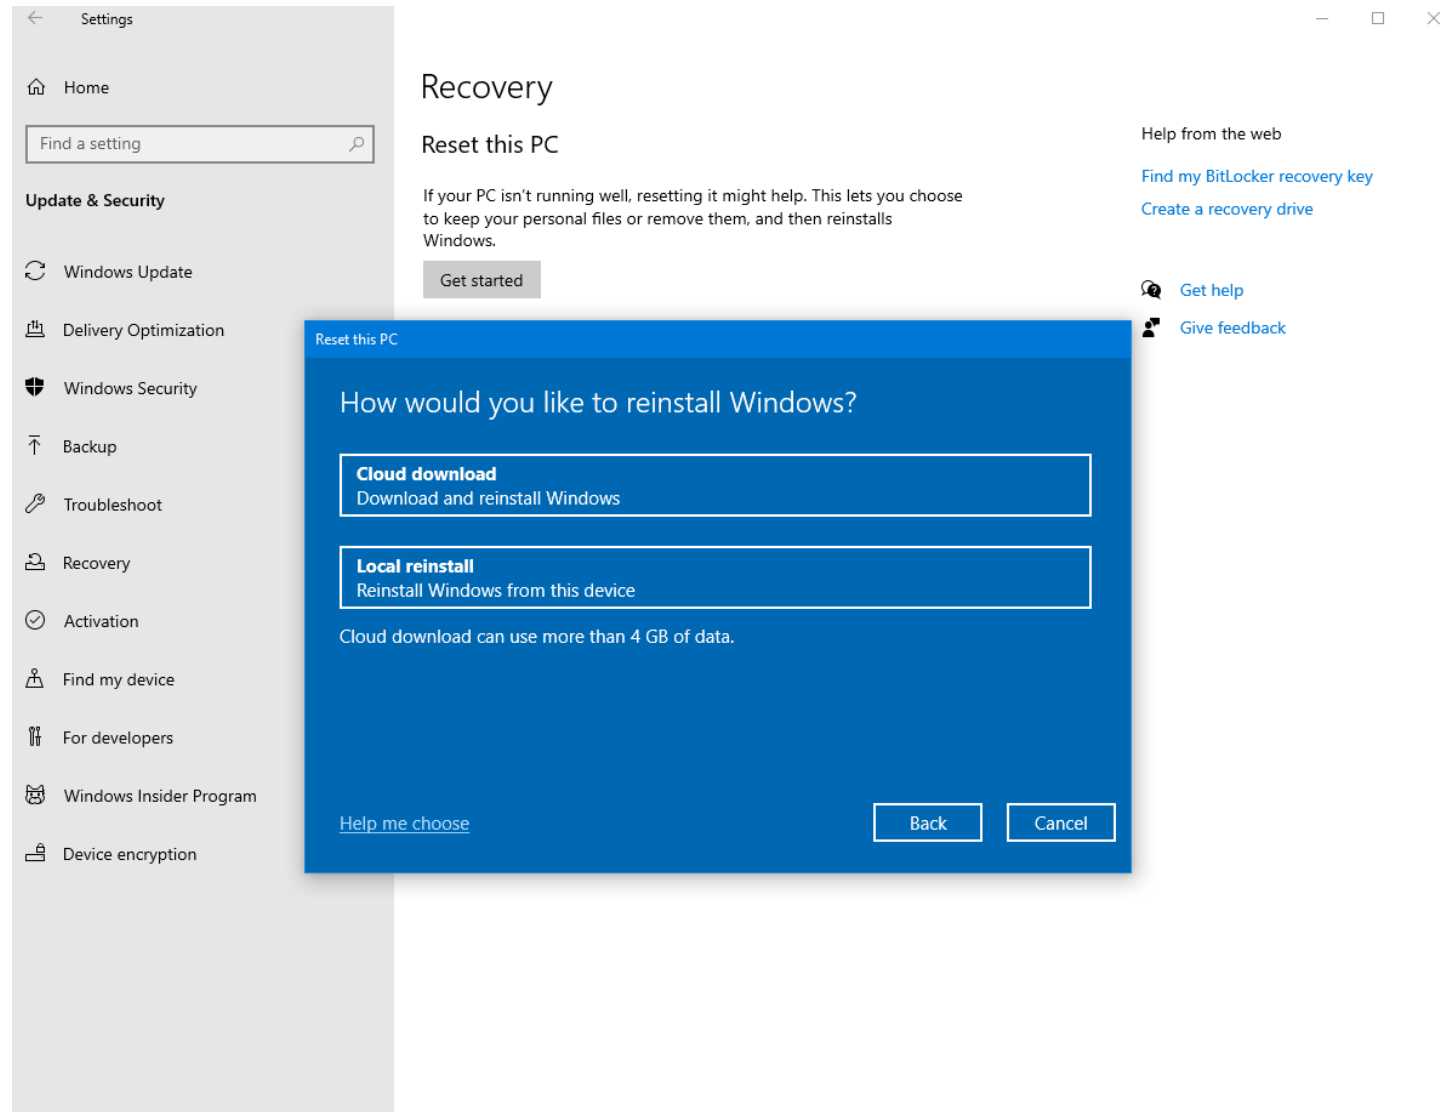 Settings
Home
Find a setting
Update & Security
Windows Update
Delivery Optimization
Windows Security
Backup
Troubleshoot
Recovery
Activation
Find my device
For developers
Windows Insider Program
Device encryption
Recovery
Reset this PC
If your PC isn't running well, resetting it might help. This lets you choose
to keep your personal files or remove them, and then reinstalls
Windows.
Get started
Help from the web
Find my BitLocker recovery key
Create a recovery drive
Get help
Give feedback
Reset this PC
How would you like to reinstall Windows?
Cloud download
Download and reinstall Windows
Local reinstall
Reinstall Windows from this device
Cloud download can use more than 4 GB of data.
Help me choose
Back
Cancel